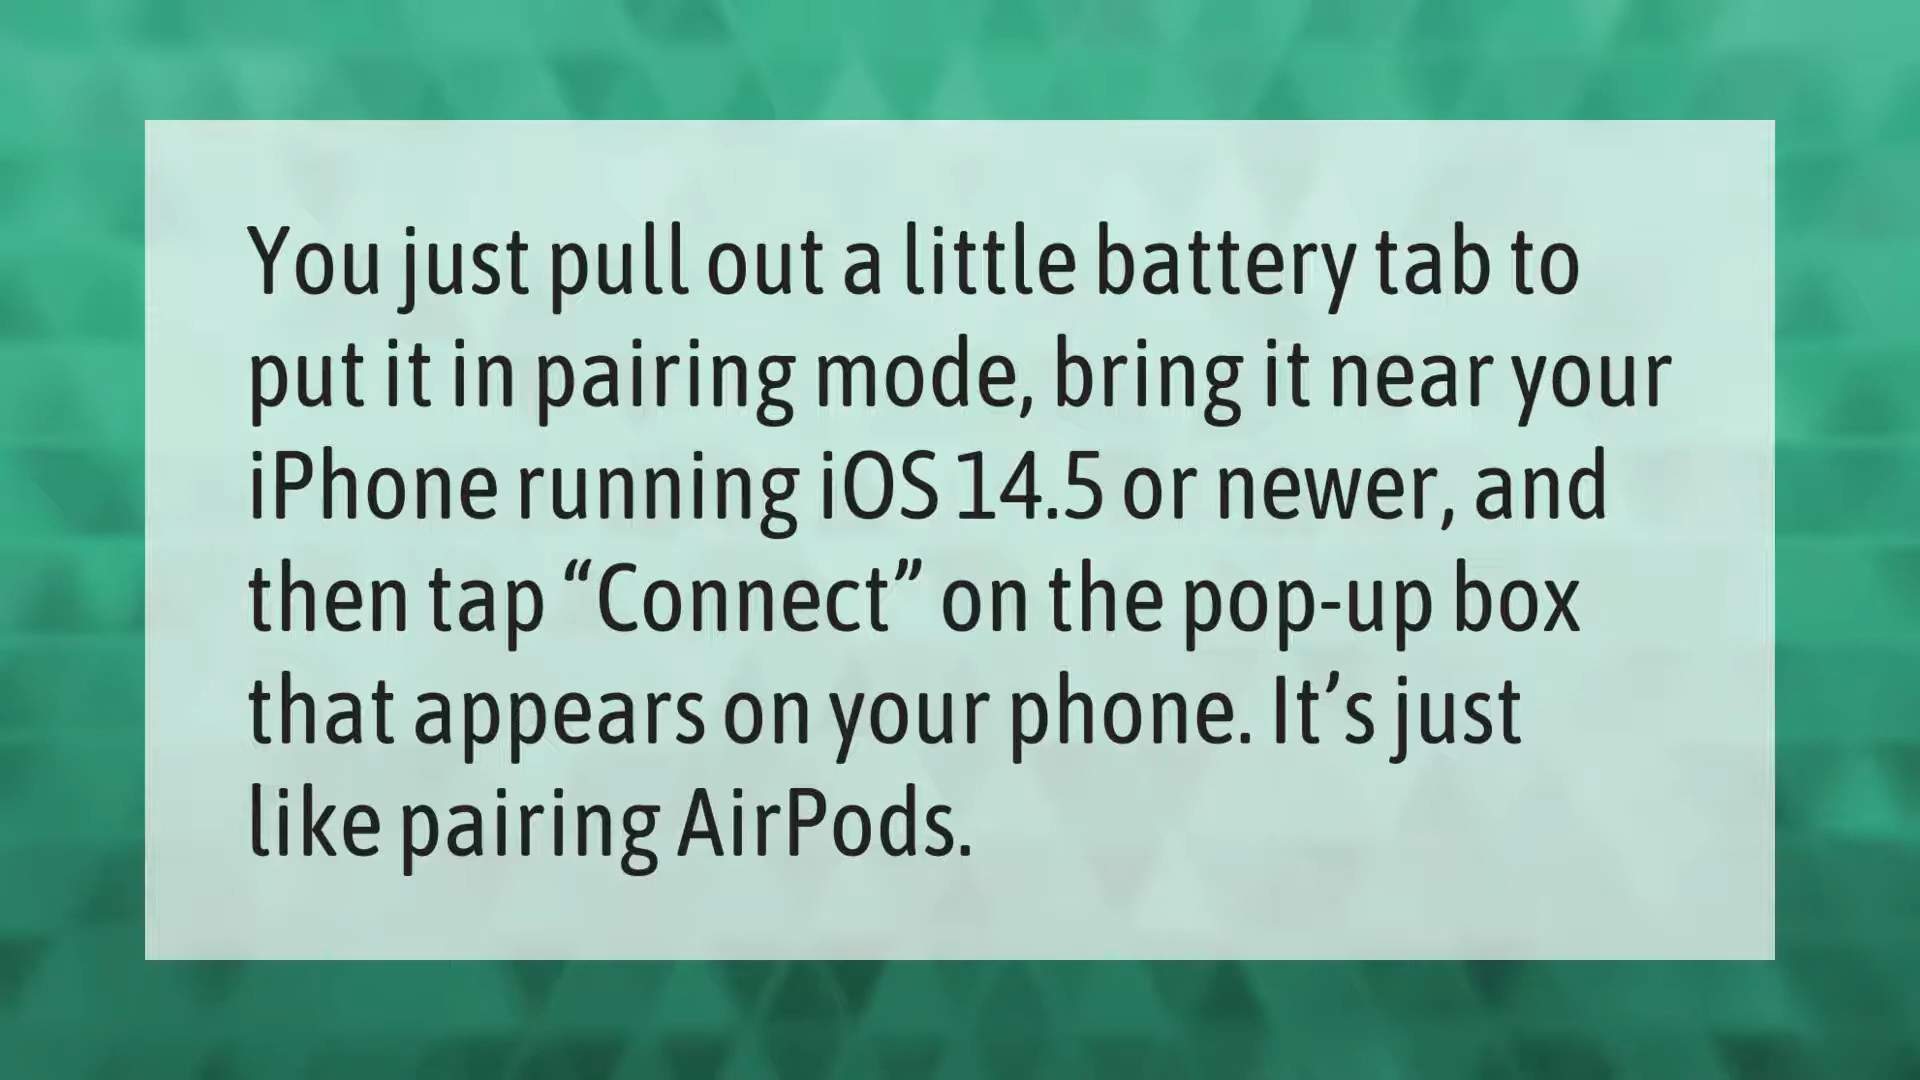 You just pull out a little battery tab to
put it in pairing mode, bring it near your
iPhone running iOS 14.5 or newer, and
then tap “Connect” on the pop-up box
that appears on your phone. It’s just
like pairing AirPods.